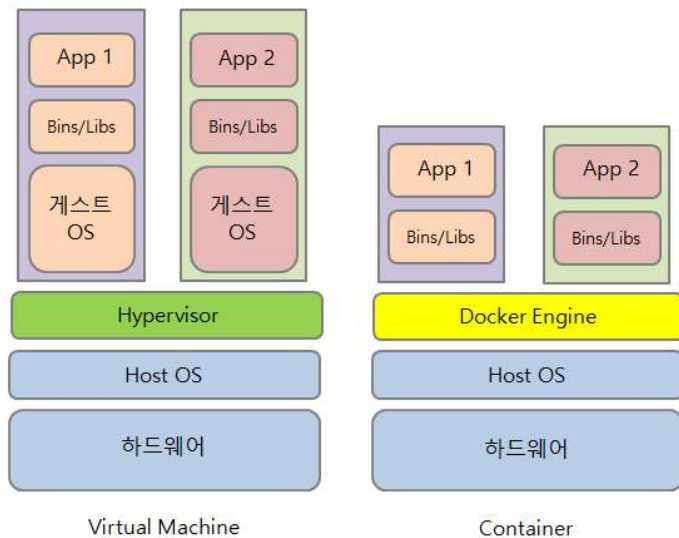 App 1
Bins/Libs
게스트
OS
App 2
Bins/Libs
게스트
OS
Hypervisor
Host OS
하드웨어
Virtual Machine
App 1
Bins/Libs
App 2
Bins/Libs
Docker Engine
Host OS
하드웨어
Container